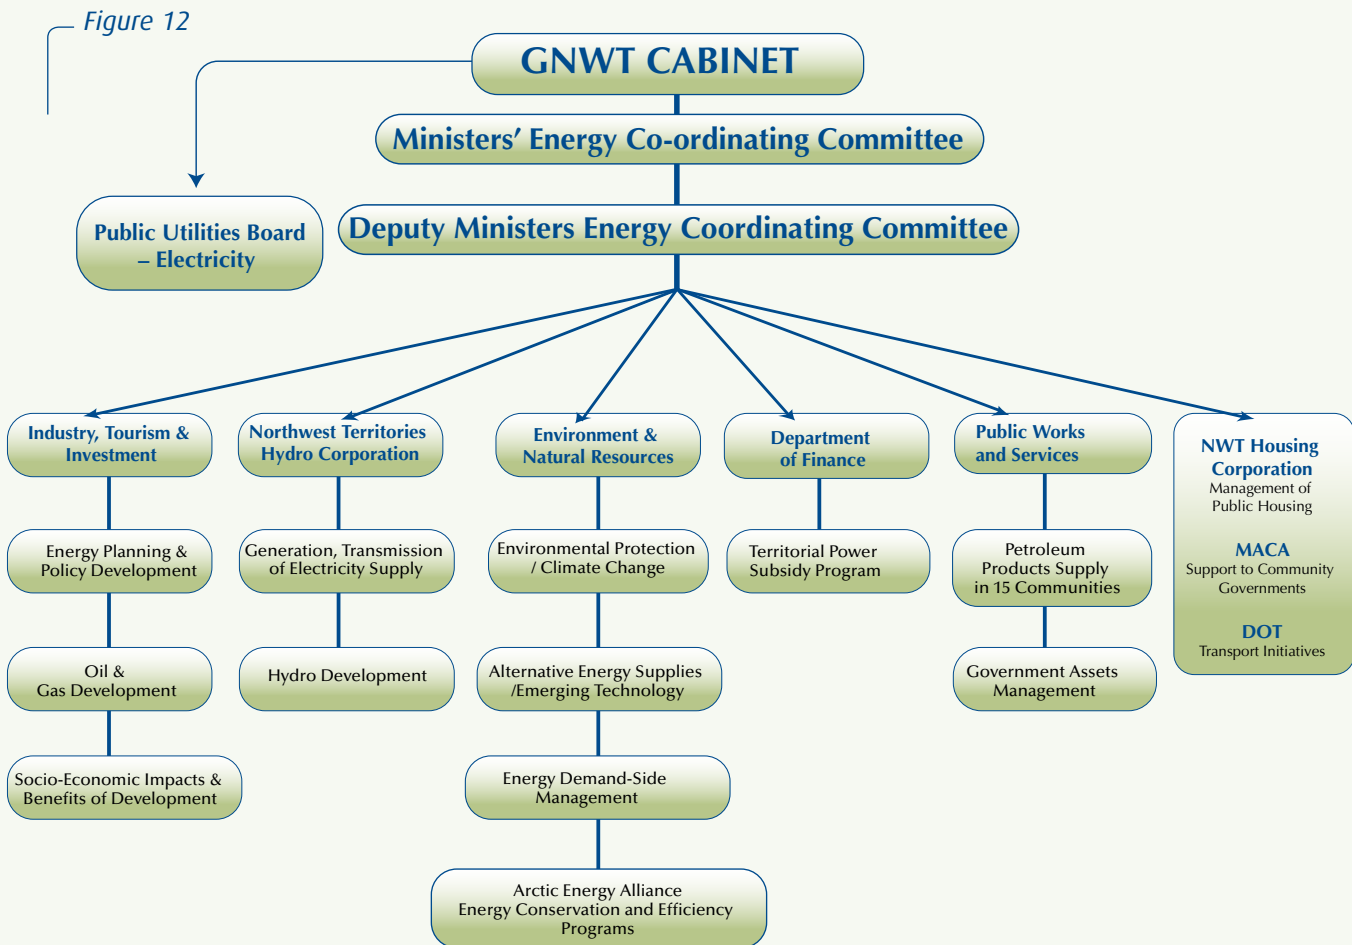 Figure 12
GNWT CABINET
Ministers' Energy Co-ordinating Committee
Public Utilities Board
– Electricity
Deputy Ministers Energy Coordinating Committee
Industry, Tourism &
Investment
Energy Planning &
Policy Development
Oil &
Gas Development
Socio-Economic Impacts &
Benefits of Development
Northwest Territories
Hydro Corporation
Generation, Transmission
of Electricity Supply
Hydro Development
Environment &
Natural Resources
Environmental Protection
/ Climate Change
Alternative Energy Supplies
/Emerging Technology
Energy Demand-Side
Management
Arctic Energy Alliance
Energy Conservation and Efficiency
Programs
Department
of Finance
Territorial Power
Subsidy Program
Public Works
and Services
Petroleum
Products Supply
in 15 Communities
Government Assets
Management
NWT Housing
Corporation
Management of
Public Housing
MACA
Support to Community
Governments
DOT
Transport Initiatives